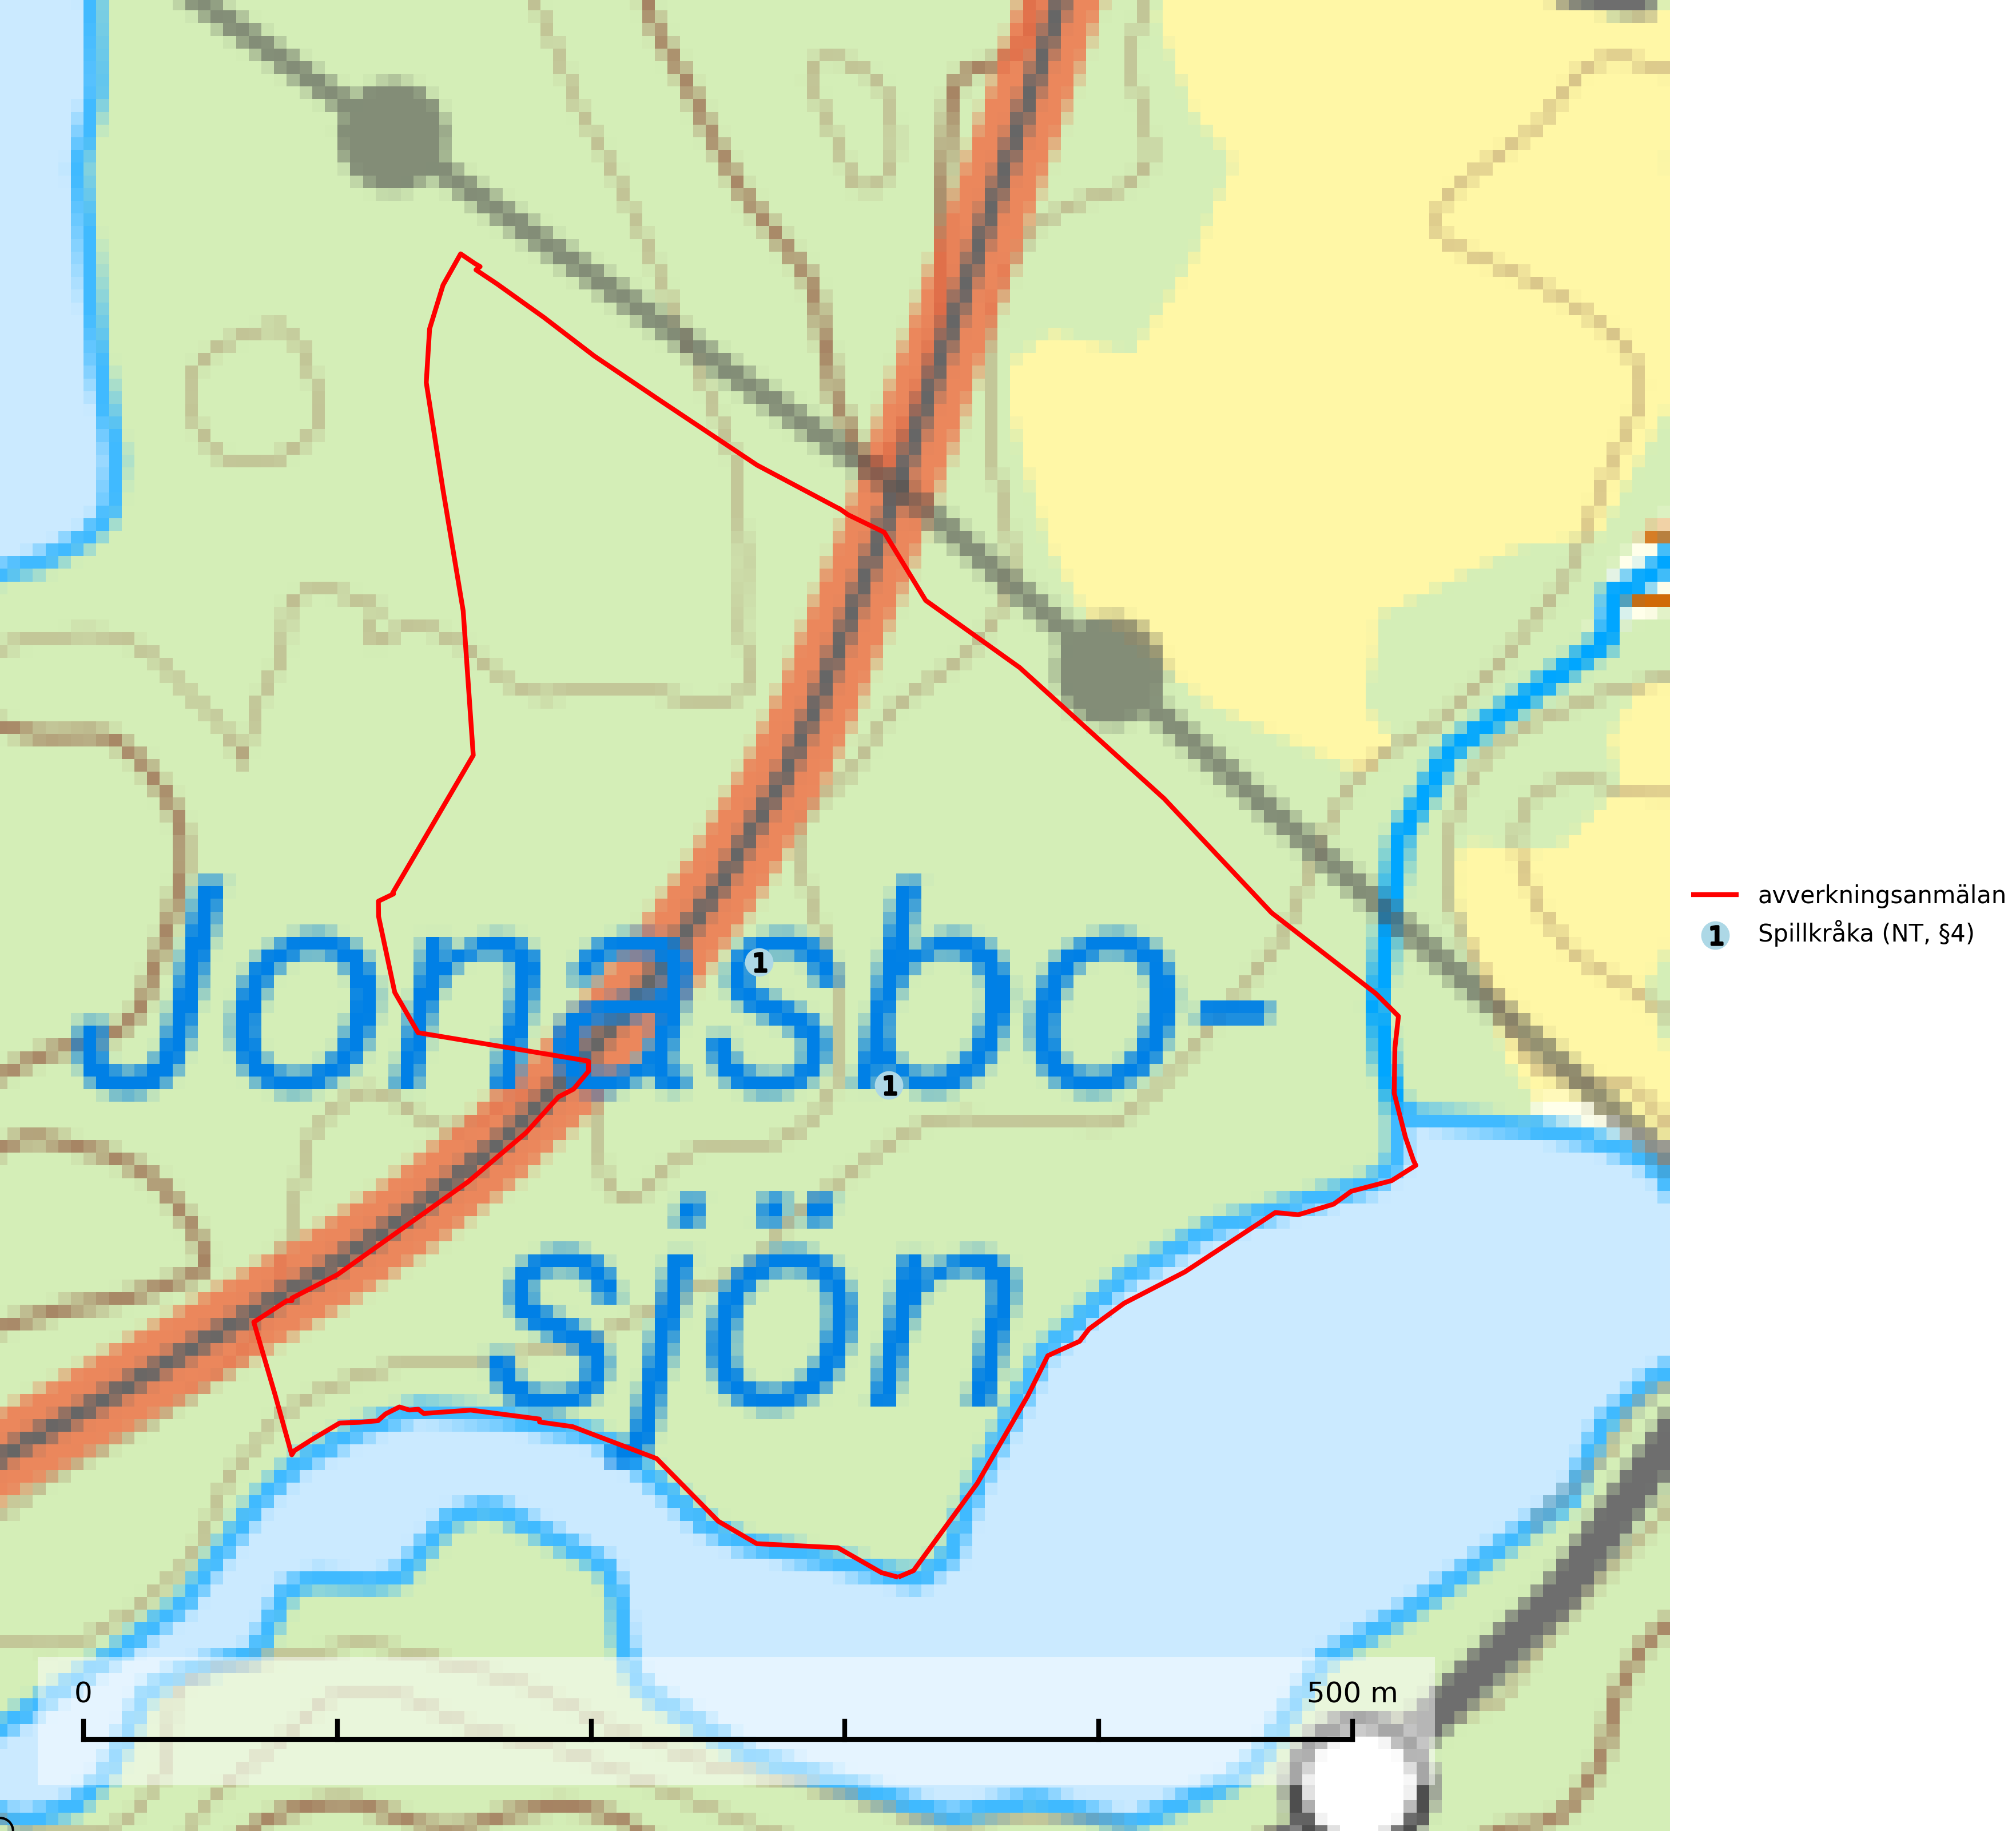 Jonasbo-
sjön
1
1
0
500 m
avverkningsanmälan
1 Spillkråka (NT, §4)